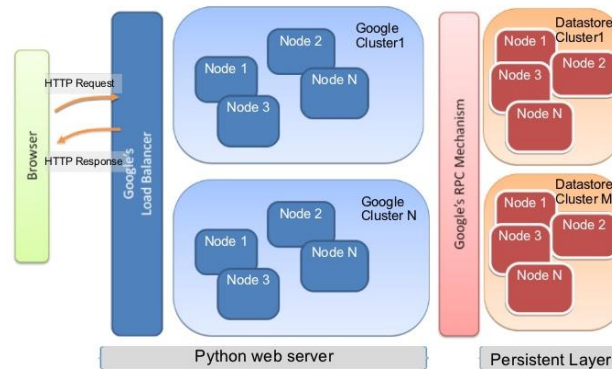 Browser
HTTP Request
HTTP Response
Google's
Load Balancer
Google
Cluster1
Node 1
Node 2
Node 3
Node N
Google
Cluster N
Node 1
Node 2
Node 3
Node N
Google's RPC Mechanism
Datastore
Cluster1
Node 1
Node 2
Node 3
Node N
Datastore
Cluster M
Node 1
Node 2
Node 3
Node N
Python web server
Persistent Layer